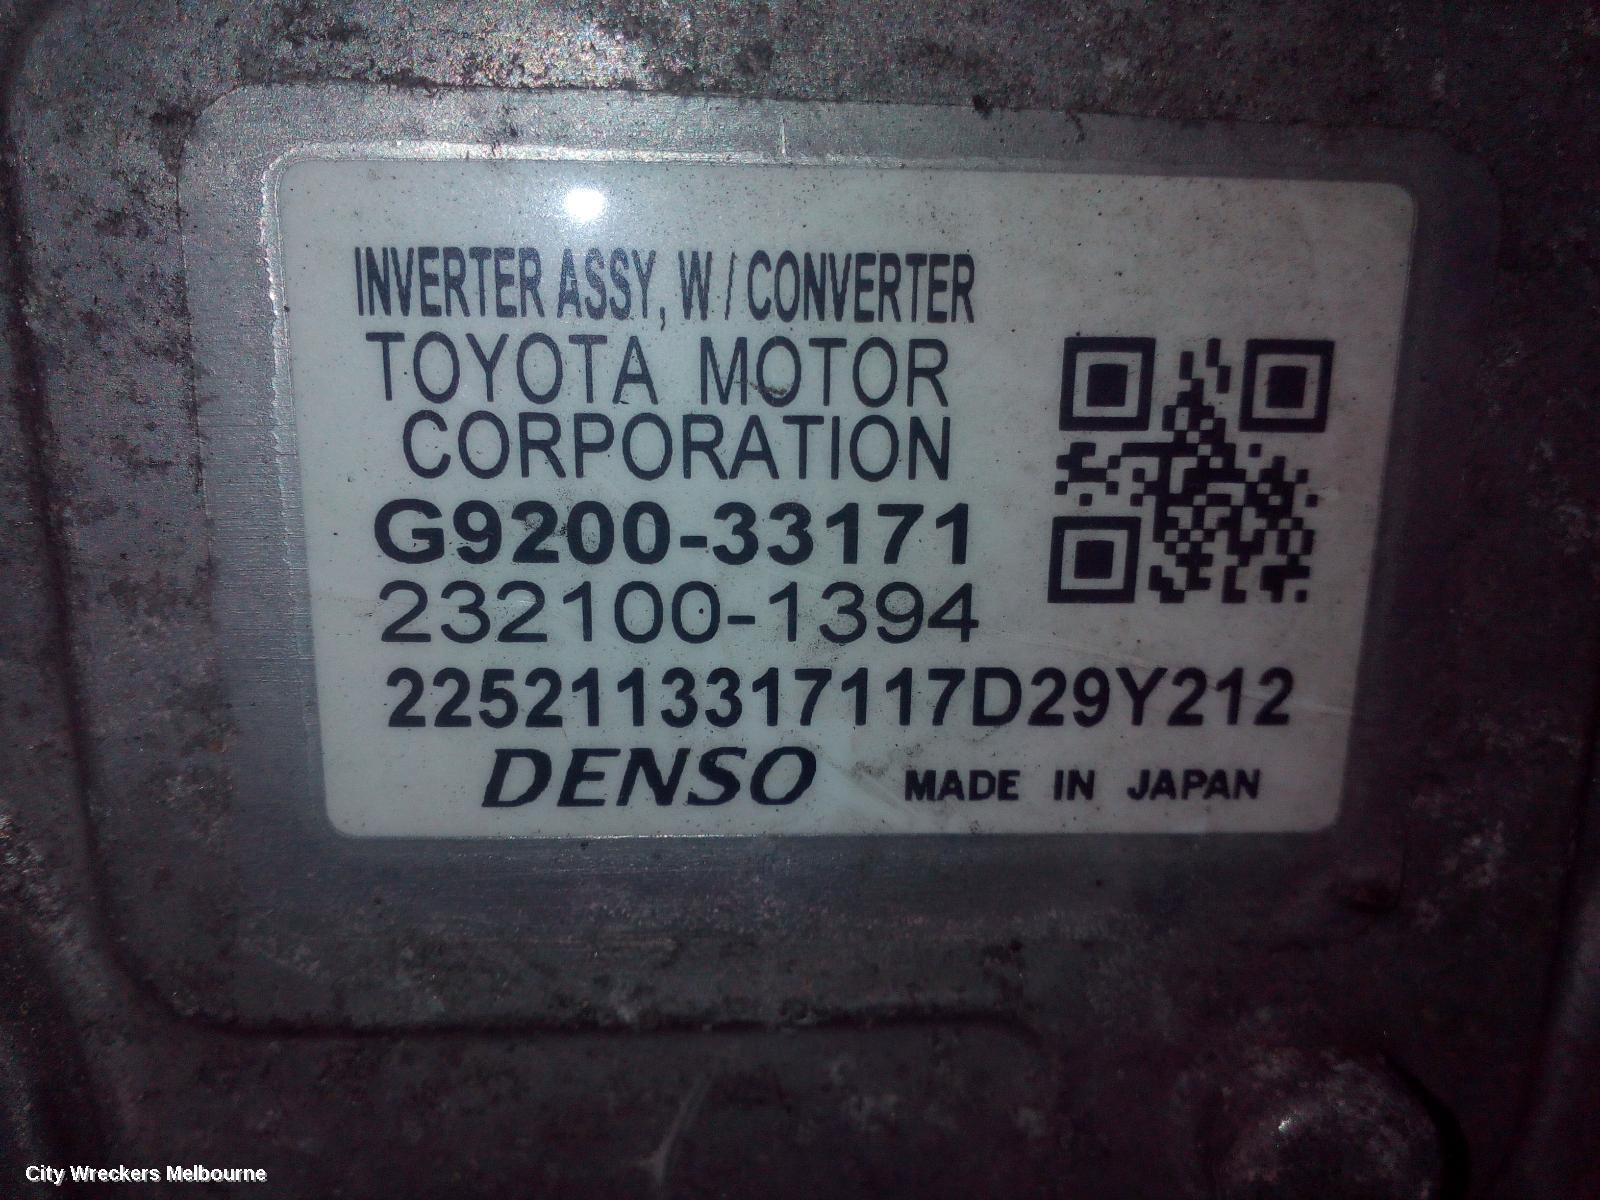 INVERTER ASSY, W / CONVERTER
TOYOTA MOTOR
CORPORATION
G9200-33171
232100-1394
2252113317117D29Y212
DENSO MADE IN JAPAN
City Wreckers Melbourne